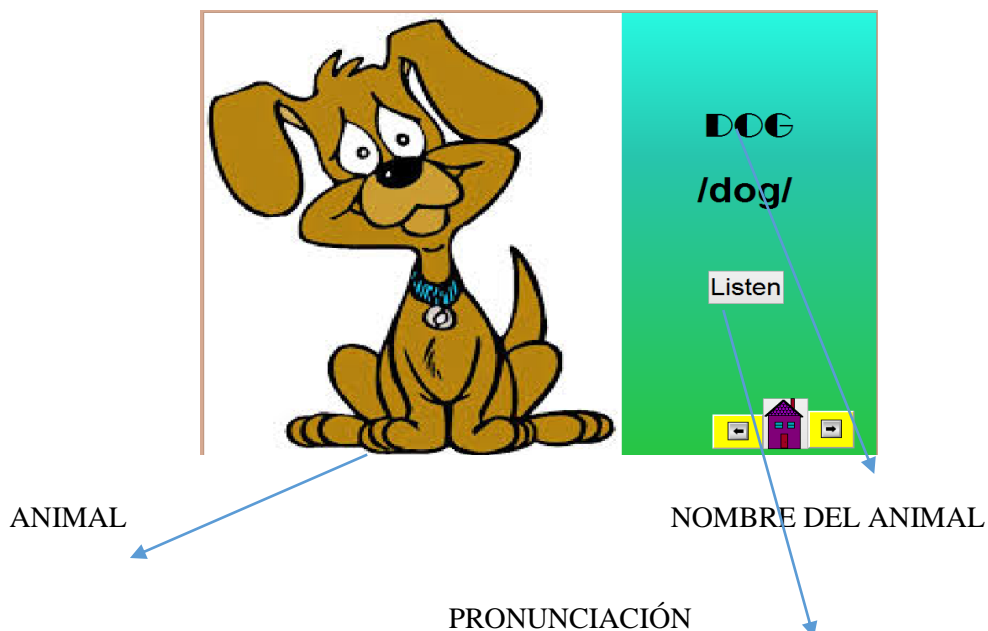 DOG
/dog/
Listen
ANIMAL
NOMBRE DEL ANIMAL
PRONUNCIACIÓN